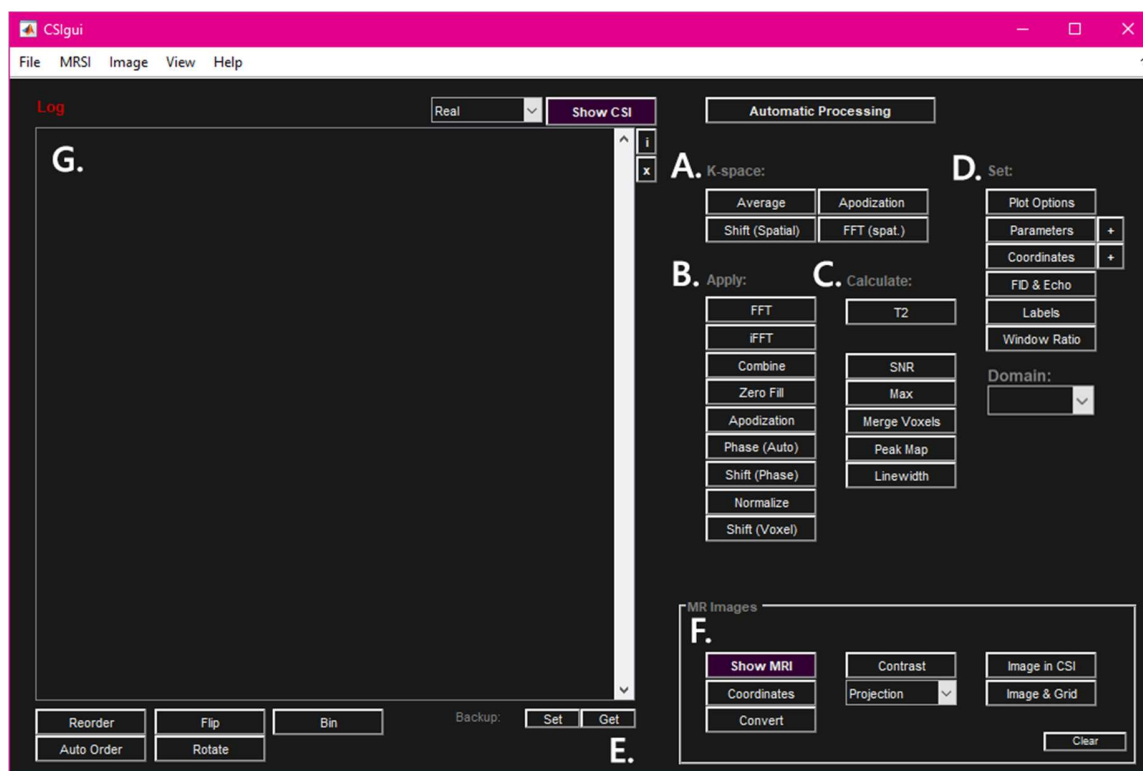 CSIgui
File MRSI Image View Help
Log
Real
Show CSI
Automatic Processing
G.
i
x
A. K-space:
Average Apodization
Shift (Spatial) FFT (spat.)
D. Set:
Plot Options
Parameters +
Coordinates +
FID & Echo
Labels
Window Ratio
Domain:
B. Apply:
FFT
iFFT
Combine
Zero Fill
Apodization
Phase (Auto)
Shift (Phase)
Normalize
Shift (Voxel)
C. Calculate:
T2
SNR
Max
Merge Voxels
Peak Map
Linewidth
MR Images
F.
Show MRI Contrast Image in CSI
Coordinates Projection Image & Grid
Convert
Clear
Reorder Flip Bin
Auto Order Rotate
Backup: Set Get
E.